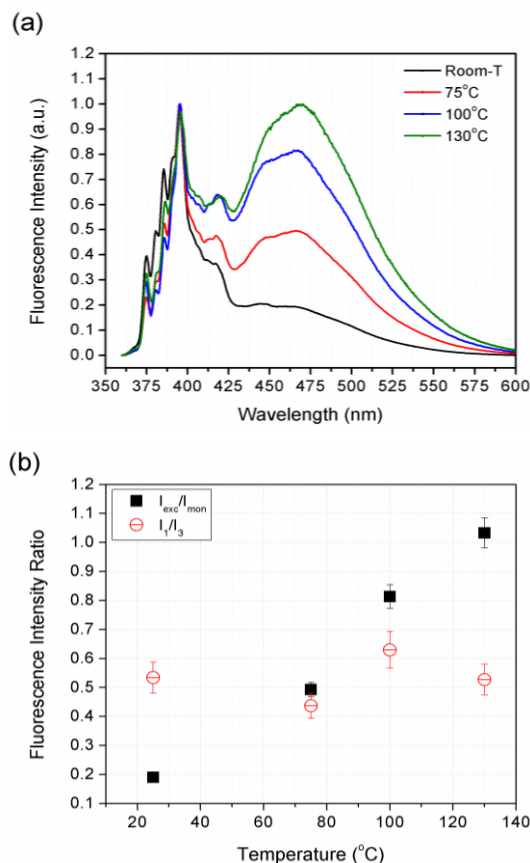 (a)
Fluorescence Intensity (a.u.)
1.2
1.1
1.0
0.9
0.8
0.7
0.6
0.5
0.4
0.3
0.2
0.1
0.0
Room-T
75°C
100°C
130°C
350 375 400 425 450 475 500 525 550 575 600
Wavelength (nm)
(b)
Fluorescence Intensity Ratio
1.2
1.1
1.0
0.9
0.8
0.7
0.6
0.5
0.4
0.3
0.2
0.1
I_exc/I_mon
I_1/I_3
20 40 60 80 100 120 140
Temperature (°C)